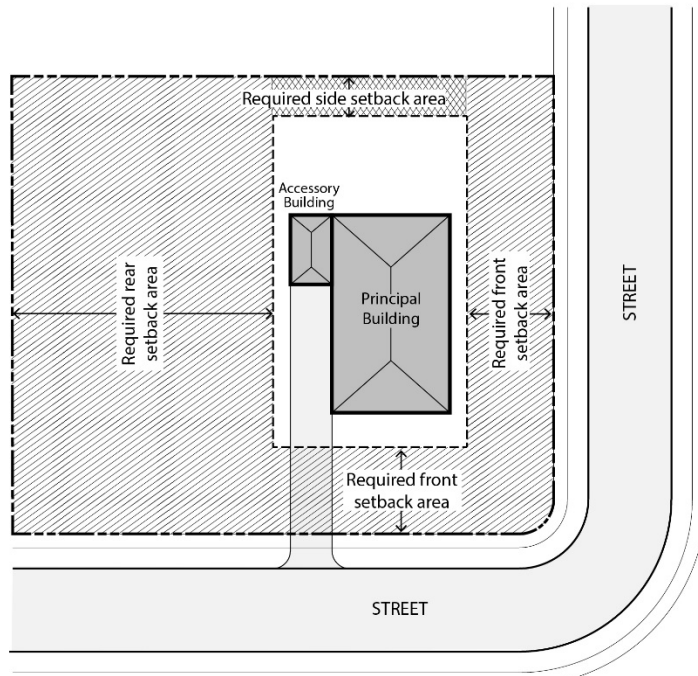 Required side setback area
Accessory
Building
Principal
Building
Required rear
setback area
Required front
setback area
STREET
Required front
setback area
STREET